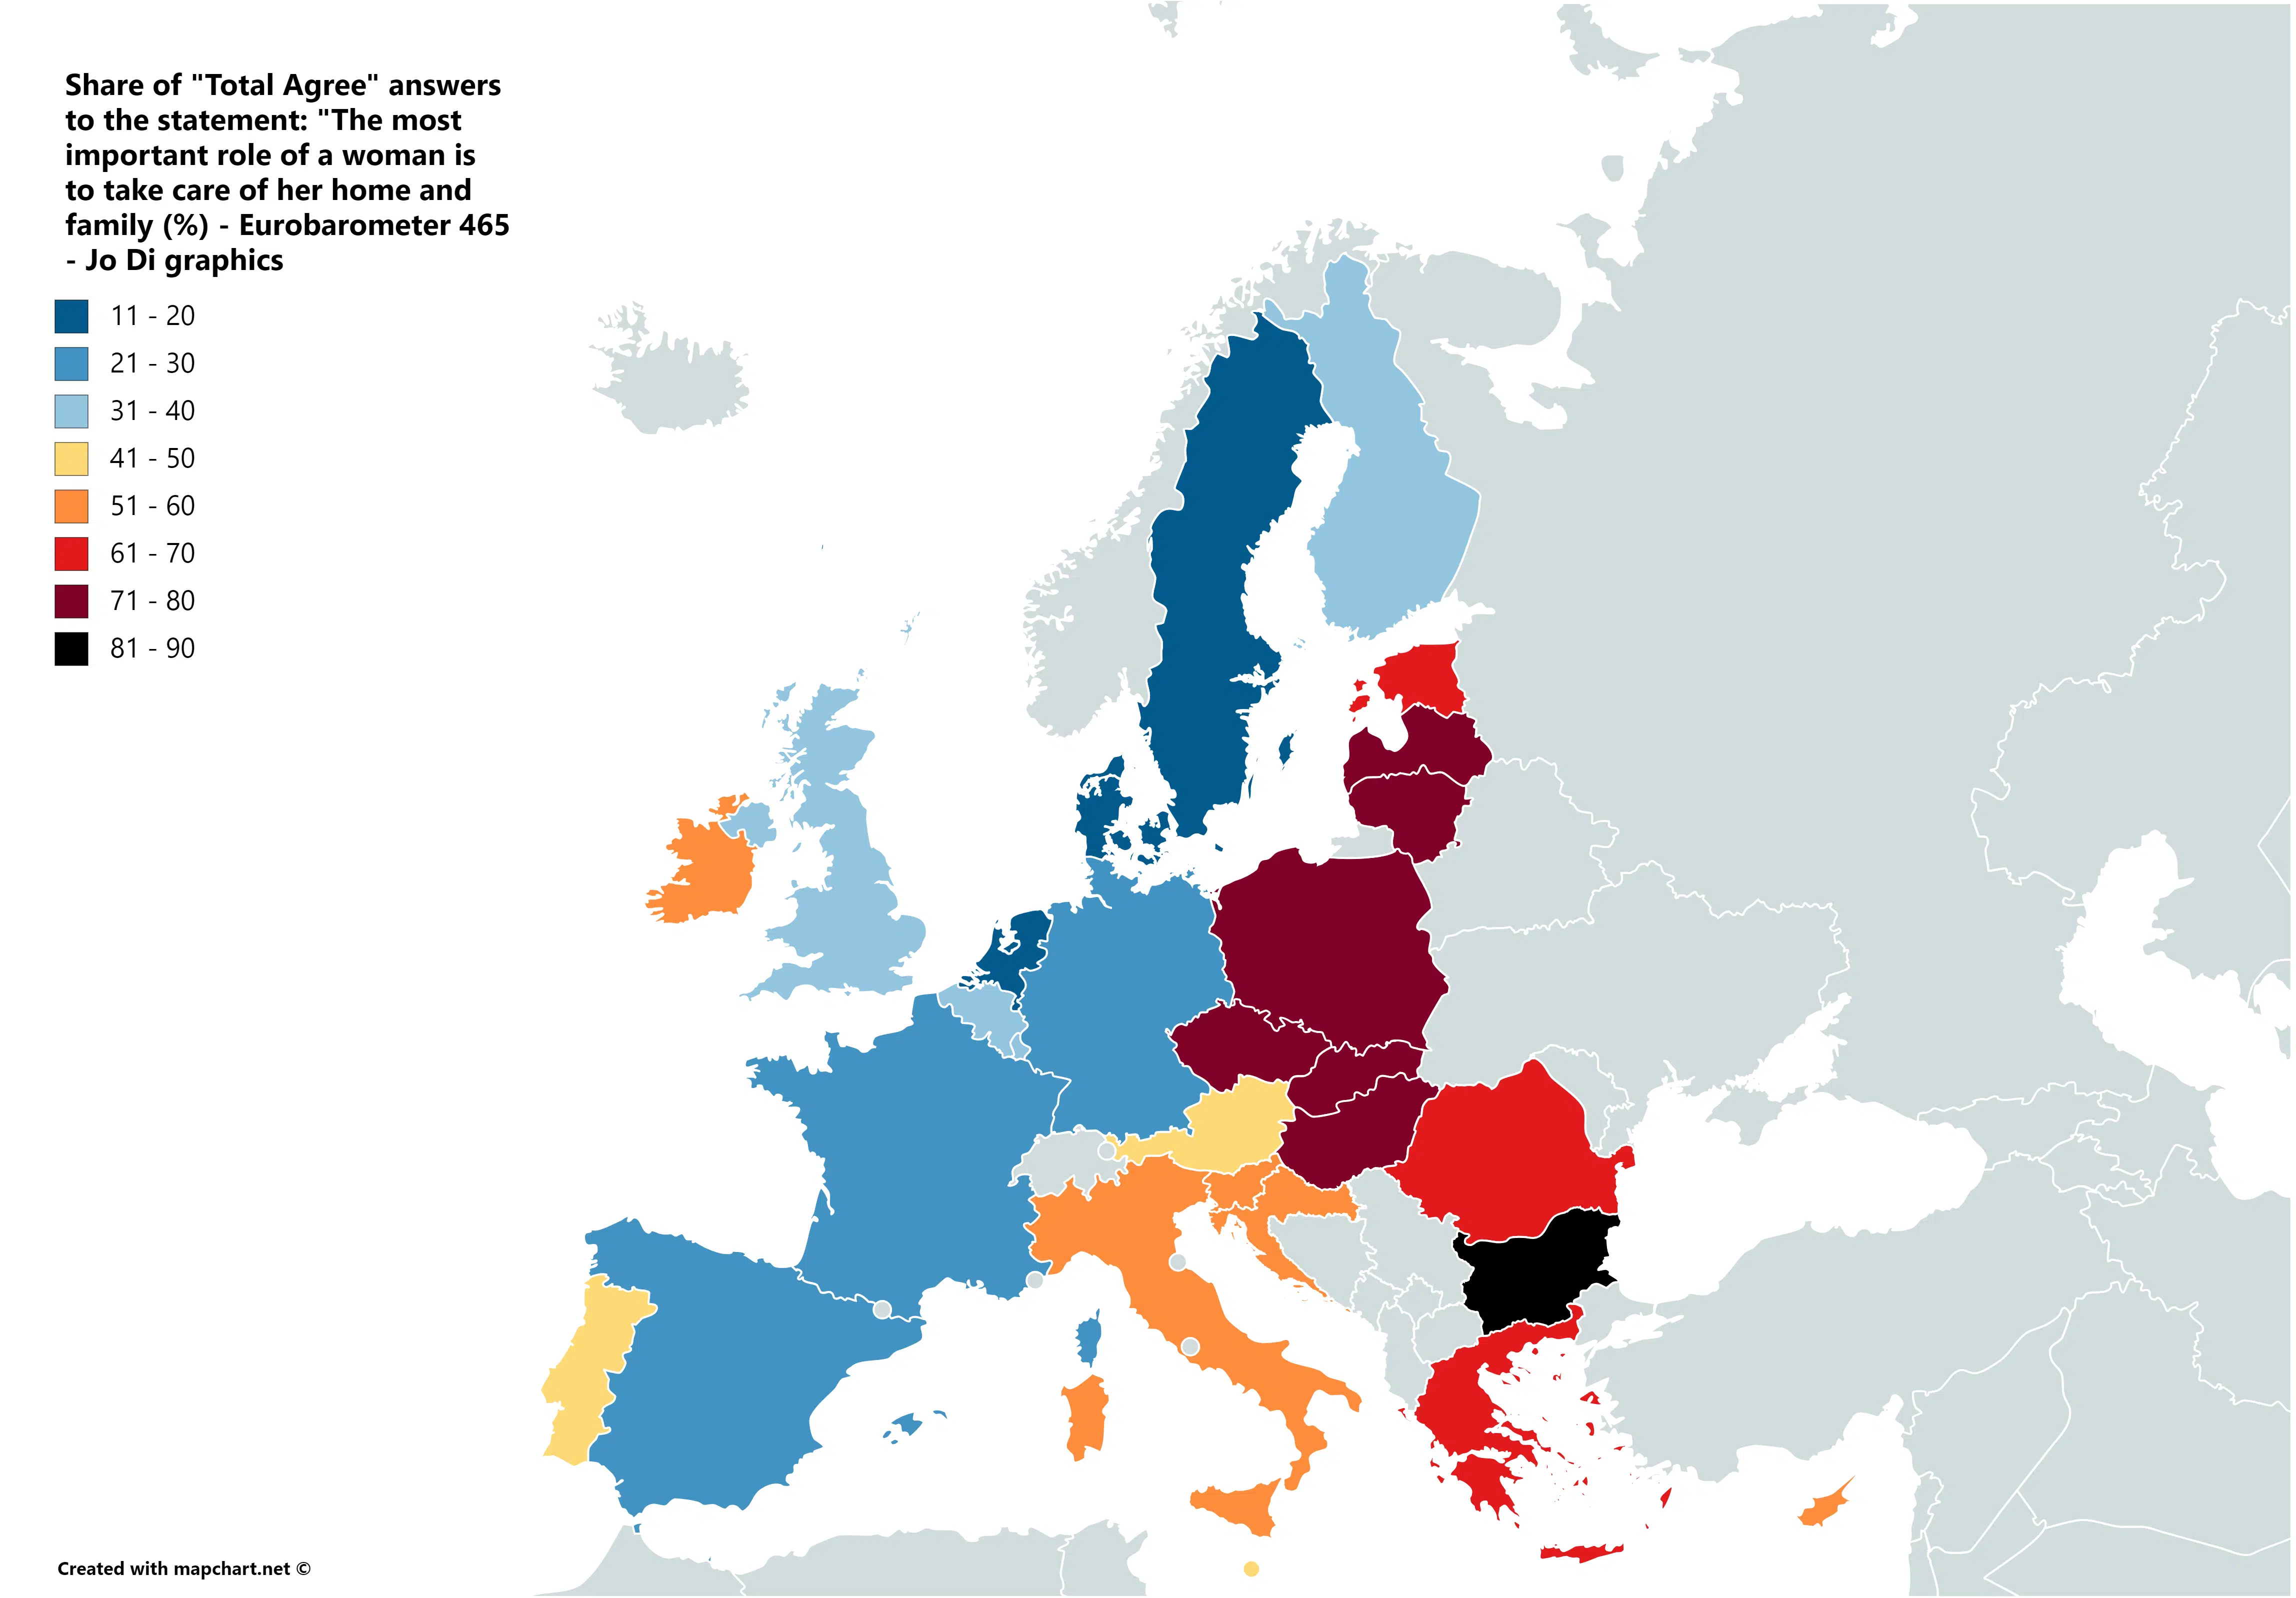 Share of "Total Agree" answers
to the statement: "The most
important role of a woman is
to take care of her home and
family (%) - Eurobarometer 465
- Jo Di graphics
11 - 20
21 - 30
31 - 40
41 - 50
51 - 60
61 - 70
71 - 80
81 - 90
Created with mapchart.net ©